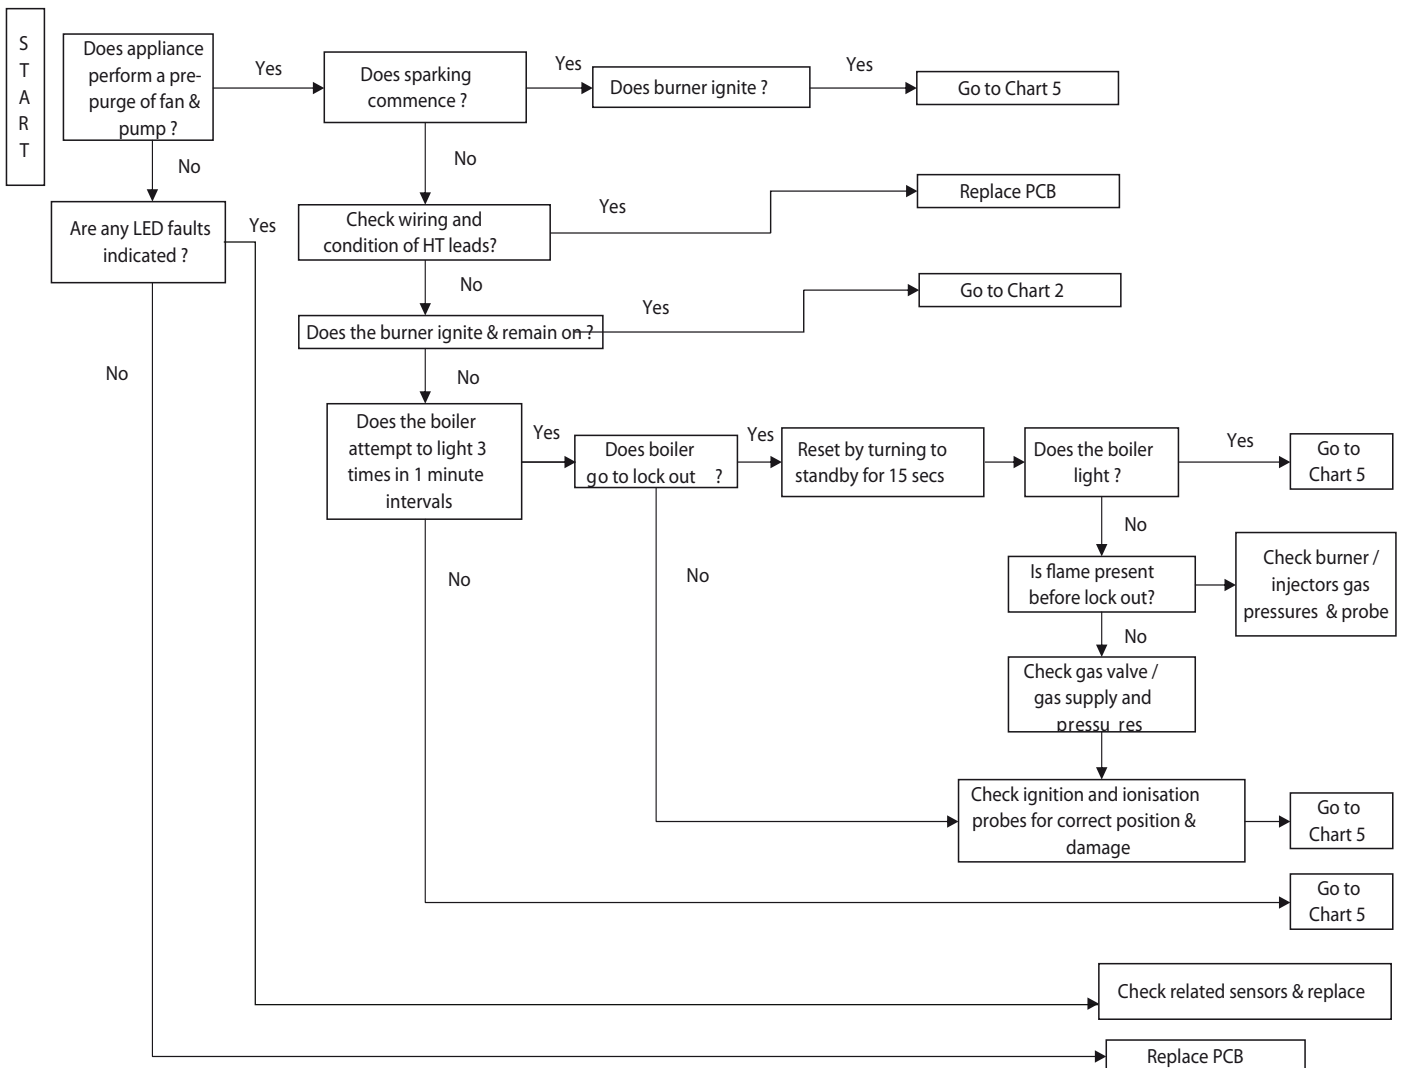 S
T
A
R
T
Does appliance
perform a pre-
purge of fan &
pump ?
Yes
Does sparking
commence ?
Yes
Does burner ignite ?
Yes
Go to Chart 5
No
No
Are any LED faults
indicated ?
Yes
Check wiring and
condition of HT leads?
Yes
Replace PCB
No
Does the burner ignite & remain on ?
Yes
Go to Chart 2
No
No
Does the boiler
attempt to light 3
times in 1 minute
intervals
Yes
Does boiler
go to lock out ?
Yes
Reset by turning to
standby for 15 secs
Does the boiler
light ?
Yes
Go to
Chart 5
No
No
No
Is flame present
before lock out?
Check burner /
injectors gas
pressures & probe
No
Check gas valve /
gas supply and
pressu res
Check ignition and ionisation
probes for correct position &
damage
Go to
Chart 5
Go to
Chart 5
Check related sensors & replace
Replace PCB